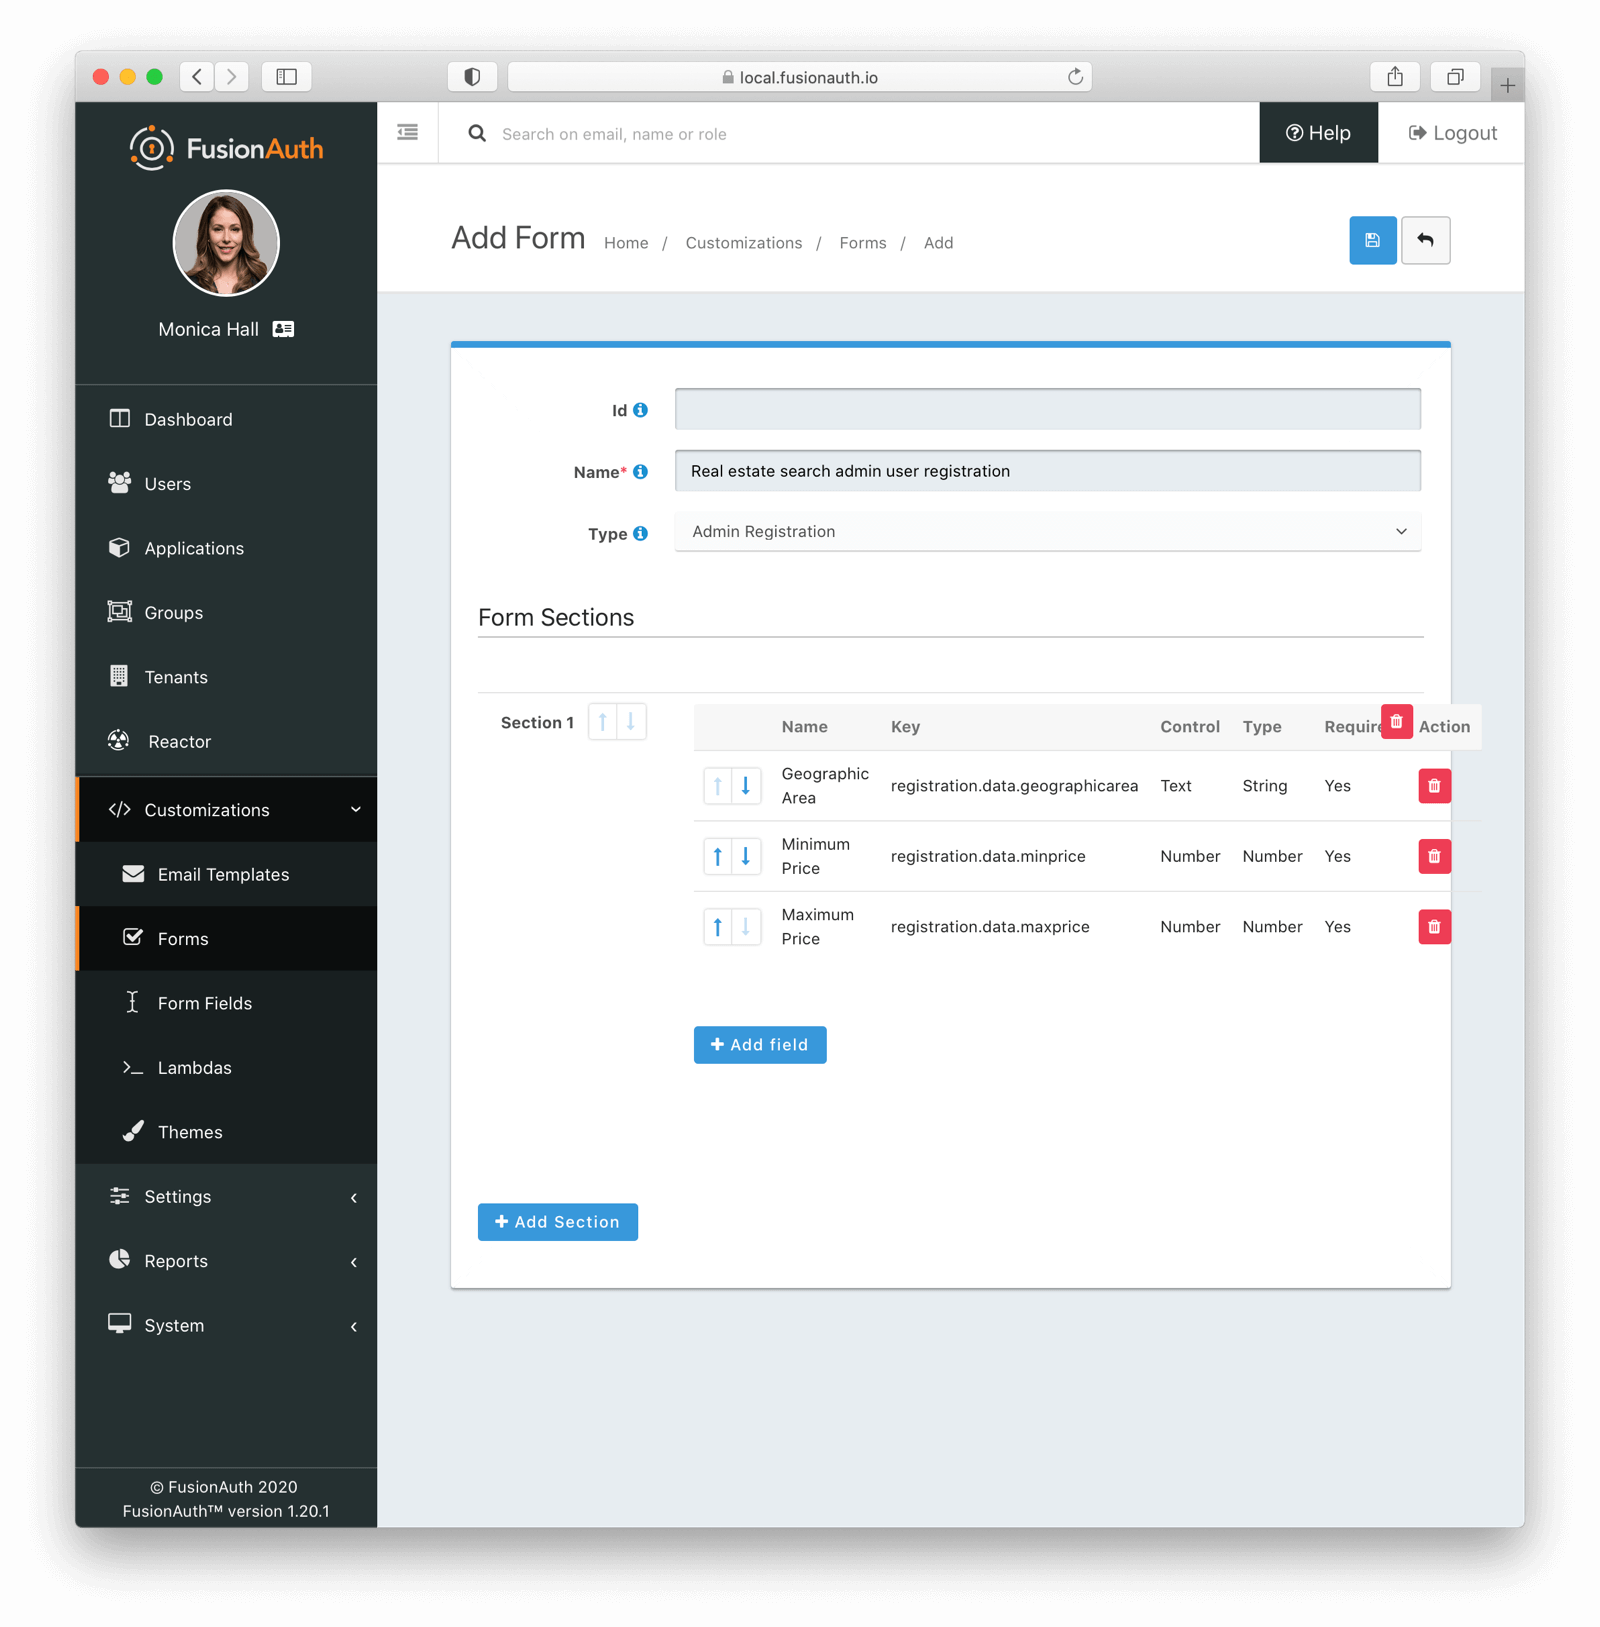 local.fusionauth.io
FusionAuth
Search on email, name or role
Help
Logout
Monica Hall
Add Form
Home / Customizations / Forms / Add
Dashboard
Users
Applications
Groups
Tenants
Reactor
Customizations
Email Templates
Forms
Form Fields
Lambdas
Themes
Settings
Reports
System
© FusionAuth 2020
FusionAuth™ version 1.20.1
Id
Name* Real estate search admin user registration
Type Admin Registration
Form Sections
Section 1
Name Key Control Type Require Action
Geographic
Area
registration.data.geographicarea Text String Yes
Minimum
Price
registration.data.minprice Number Number Yes
Maximum
Price
registration.data.maxprice Number Number Yes
Add field
Add Section